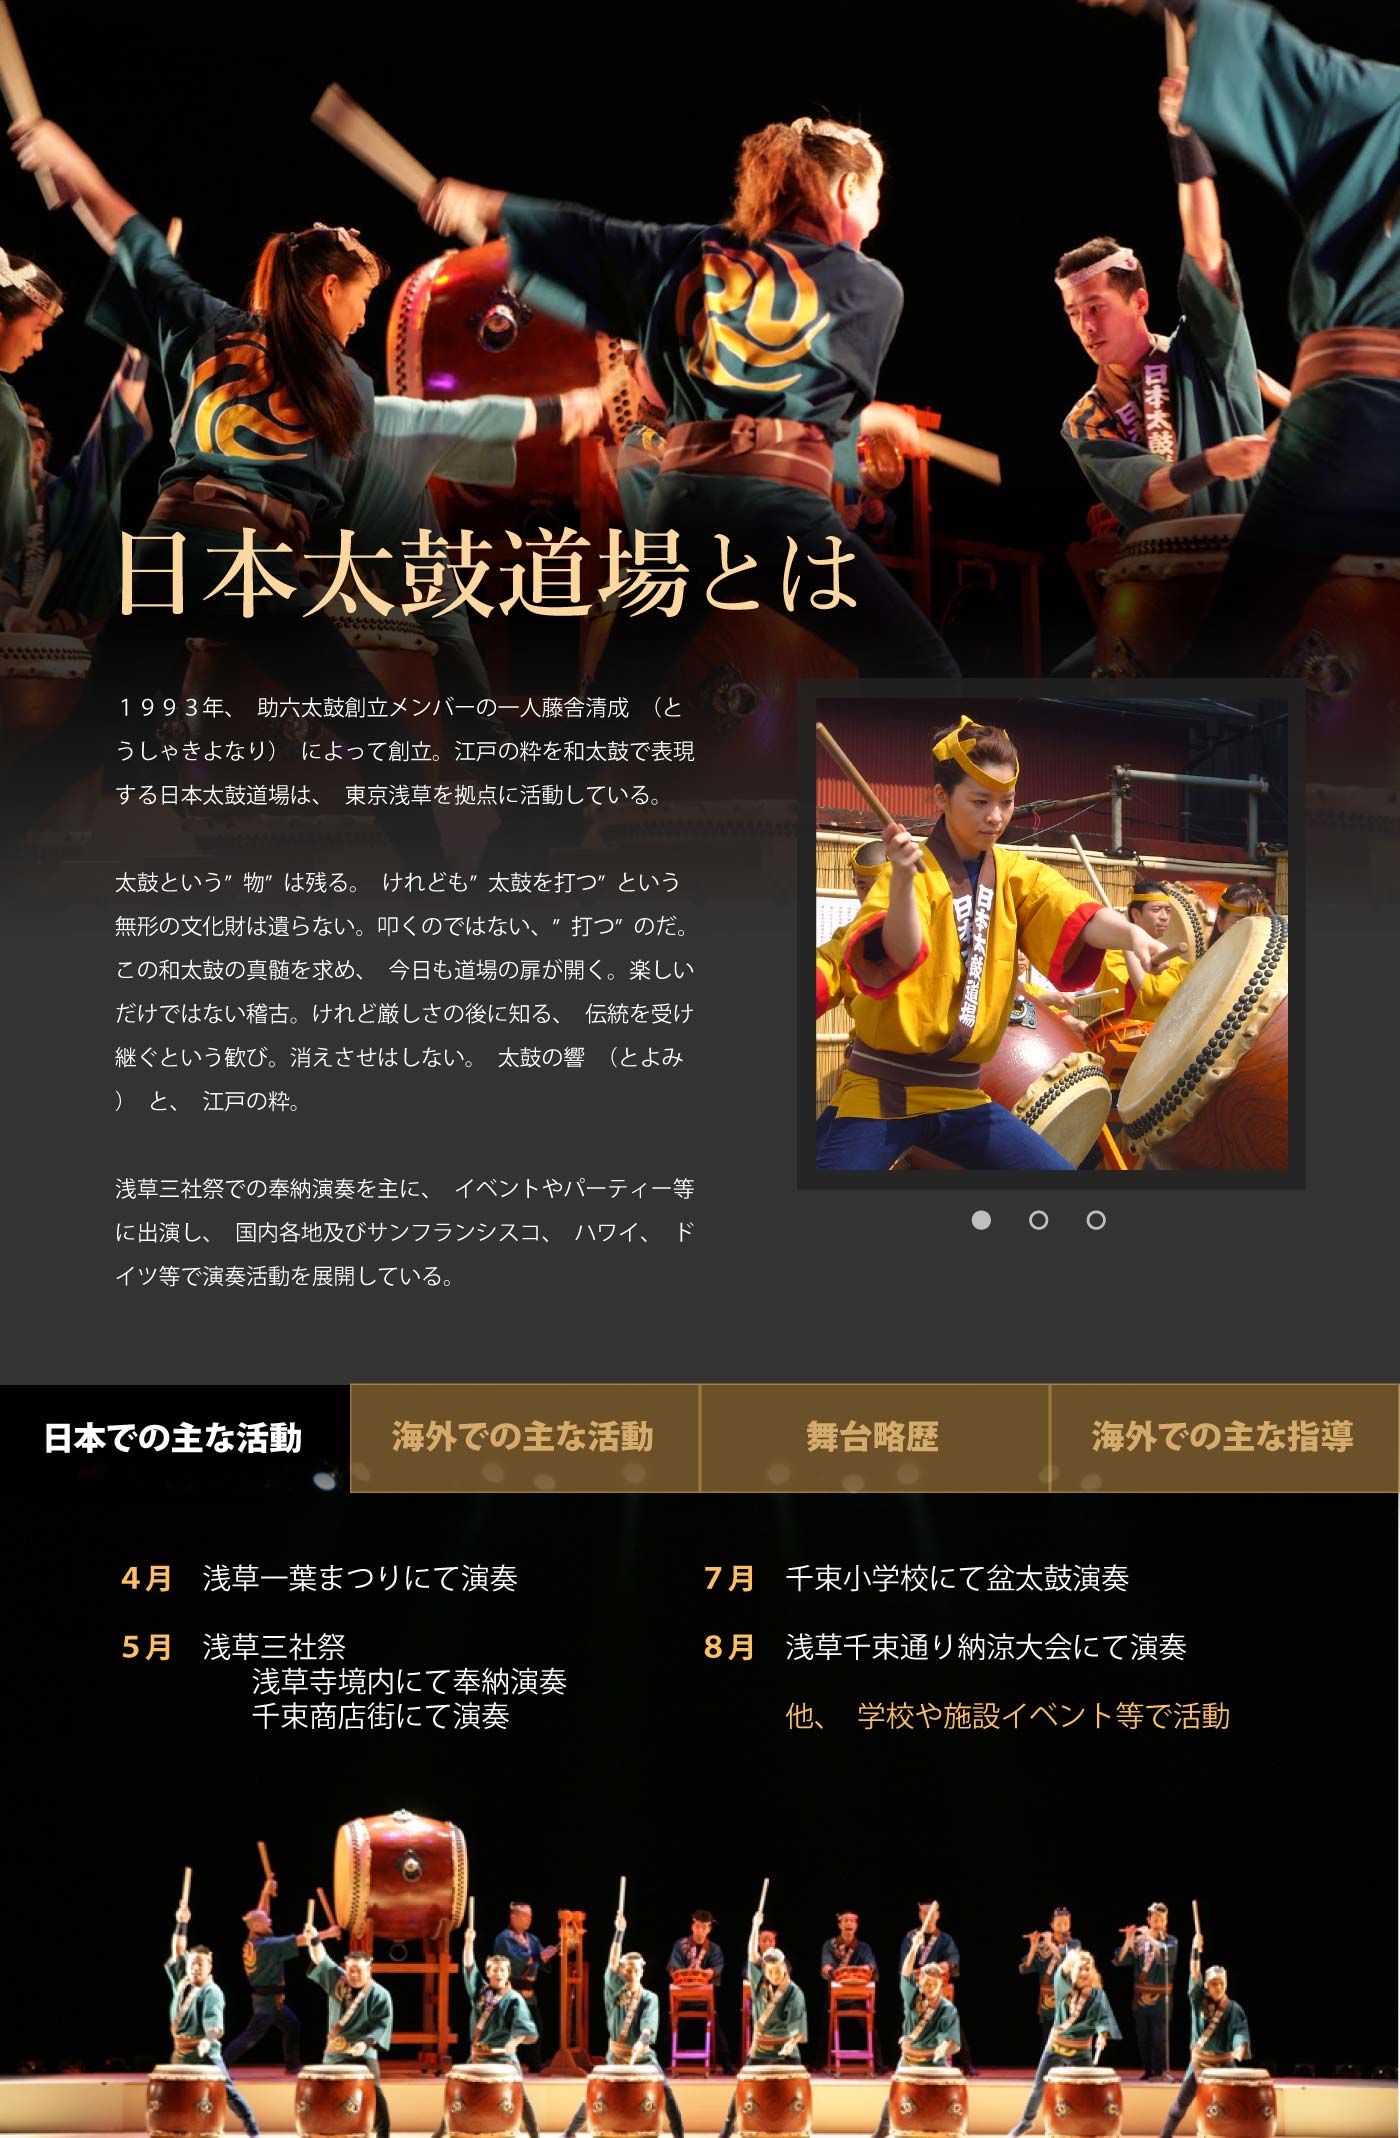 日本太鼓
日本太鼓道場とは
１９９３年、 助六太鼓創立メンバーの一人藤舎清成 （と
うしゃきよなり） によって創立。江戸の粋を和太鼓で表現
する日本太鼓道場は、 東京浅草を拠点に活動している。
太鼓という” 物” は残る。 けれども” 太鼓を打つ” という
無形の文化財は遺らない。叩くのではない、” 打つ” のだ。
この和太鼓の真髄を求め、 今日も道場の扉が開く。楽しい
だけではない稽古。けれど厳しさの後に知る、 伝統を受け
継ぐという歓び。消えさせはしない。 太鼓の響 （とよみ
） と、 江戸の粋。
浅草三社祭での奉納演奏を主に、 イベントやパーティー等
に出演し、 国内各地及びサンフランシスコ、 ハワイ、 ド
イツ等で演奏活動を展開している。
日本太鼓道場
日本での主な活動
海外での主な活動
舞台略歴
海外での主な指導
４月 浅草一葉まつりにて演奏
５月 浅草三社祭
浅草寺境内にて奉納演奏
千束商店街にて演奏
７月 千束小学校にて盆太鼓演奏
８月 浅草千束通り納涼大会にて演奏
他、 学校や施設イベント等で活動